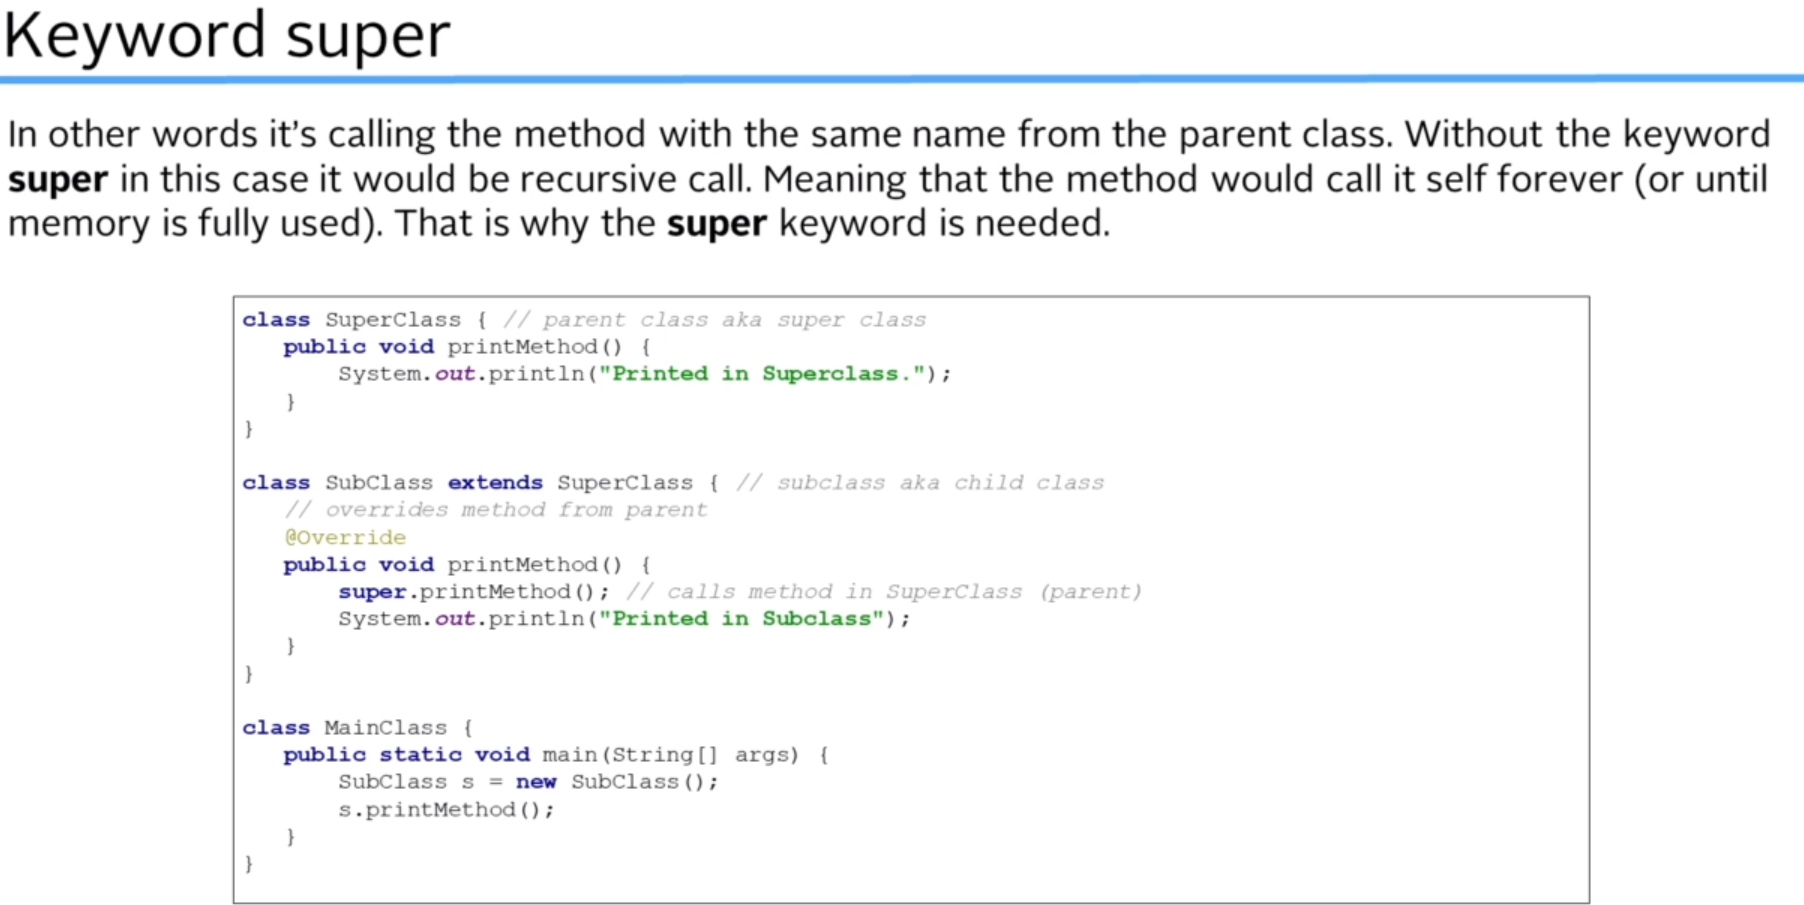 Keyword super
In other words it's calling the method with the same name from the parent class. Without the keyword
super in this case it would be recursive call. Meaning that the method would call it self forever (or until
memory is fully used). That is why the super keyword is needed.
class SuperClass { // parent class aka super class
    public void printMethod() {
        System.out.println("Printed in Superclass.");
    }
}
class SubClass extends SuperClass { // subclass aka child class
    // overrides method from parent
    @Override
    public void printMethod() {
        super.printMethod(); // calls method in SuperClass (parent)
        System.out.println("Printed in Subclass");
    }
}
class MainClass {
    public static void main(String[] args) {
        SubClass s = new SubClass();
        s.printMethod();
    }
}